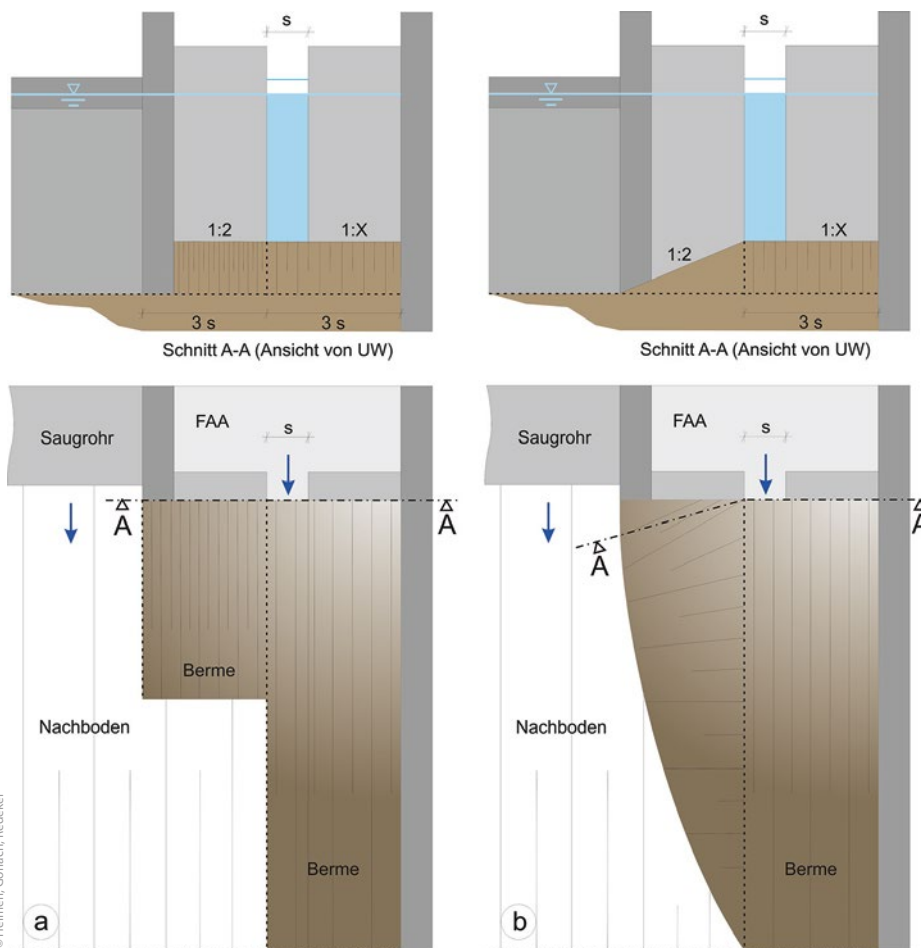 s
1:2
1:X
3 s
3 s
Schnitt A-A (Ansicht von UW)
Saugrohr
FAA
s
A
A
Berme
Nachboden
Berme
a
s
1:2
1:X
3 s
Schnitt A-A (Ansicht von UW)
Saugrohr
FAA
s
A
A
Nachboden
Berme
b